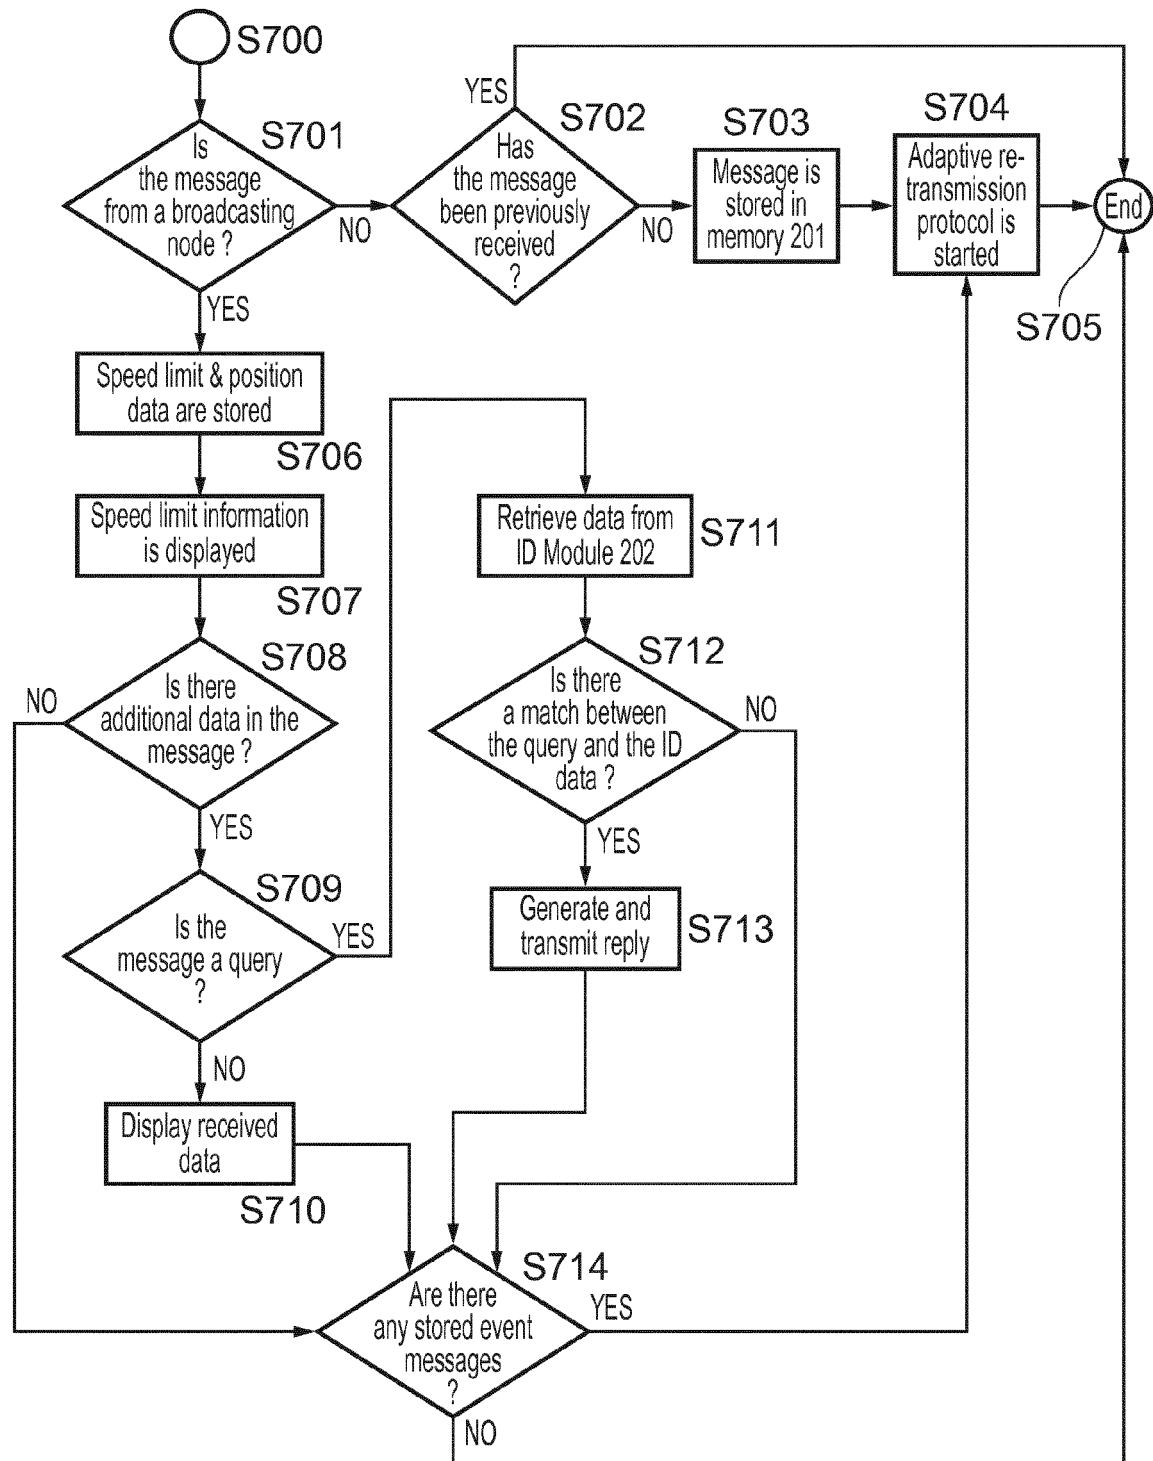 S700
S701
Is
the message
from a broadcasting
node ?
NO
YES
YES
S702
Has
the message
been previously
received
?
NO
S703
Message is
stored in
memory 201
S704
Adaptive re-
transmission
protocol is
started
End
S705
Speed limit & position
data are stored
S706
Speed limit information
is displayed
S707
S708
Is there
additional data in the
message ?
NO
YES
S709
Is the
message a query
?
YES
NO
Display received
data
S710
Retrieve data from
ID Module 202
S711
S712
Is there
a match between
the query and the ID
data ?
NO
YES
Generate and
transmit reply
S713
S714
Are there
any stored event
messages
?
YES
NO